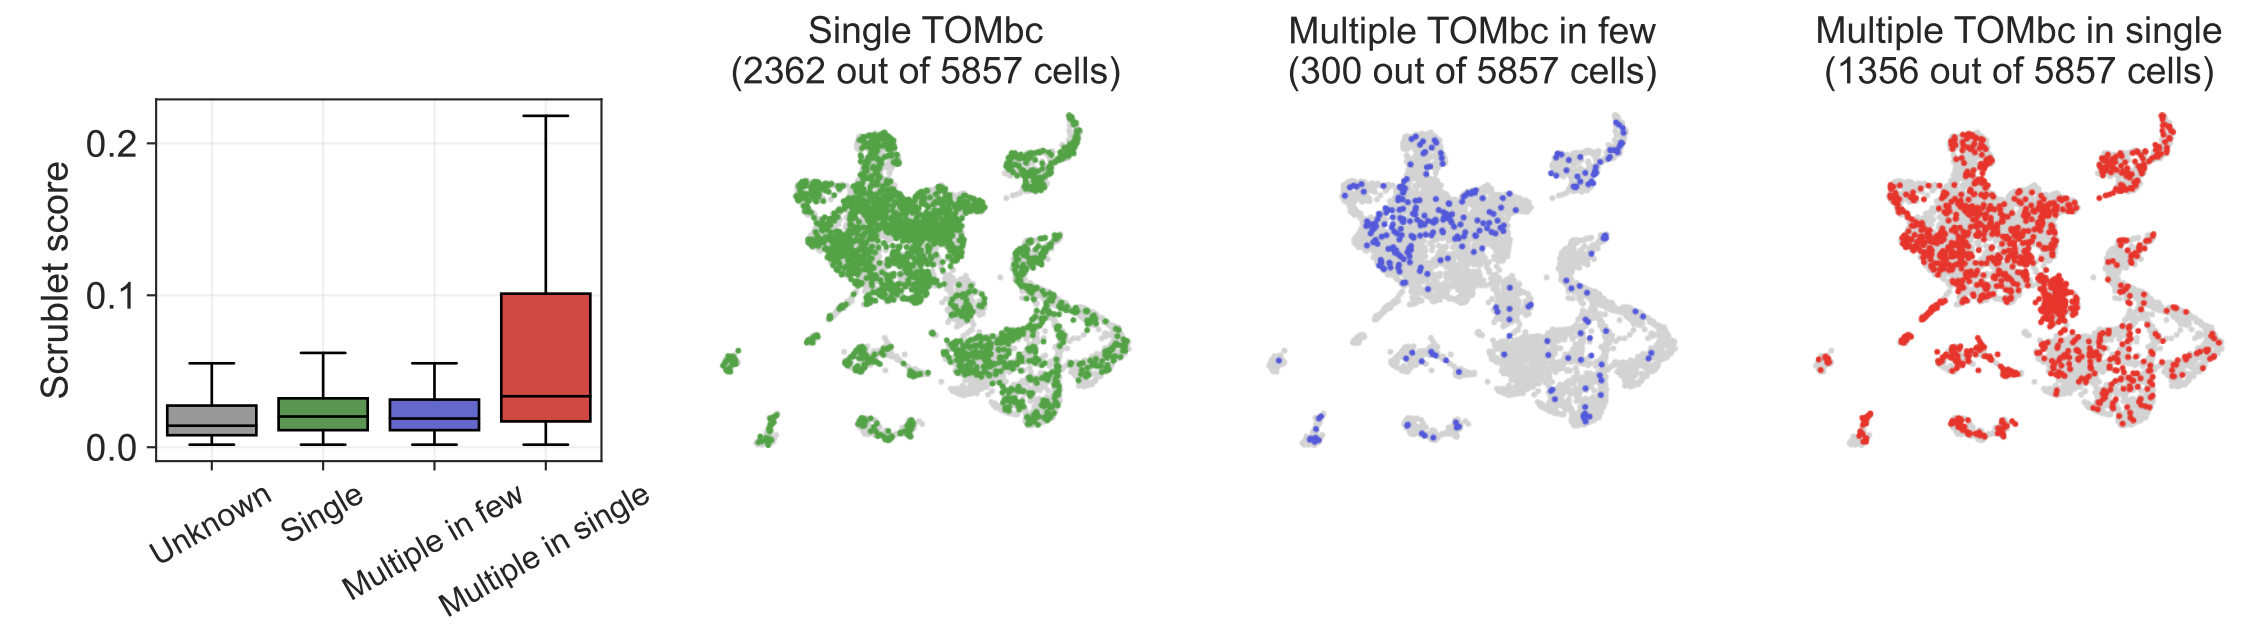 Scrublet score
0.2
0.1
0.0
Unknown
Single
Multiple in few
Multiple in single
Single TOMbc
(2362 out of 5857 cells)
Multiple TOMbc in few
(300 out of 5857 cells)
Multiple TOMbc in single
(1356 out of 5857 cells)